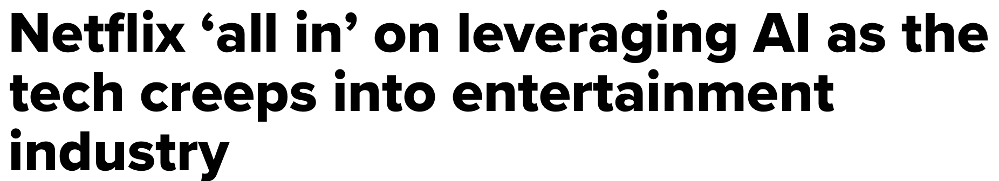 Netflix ‘all in’ on leveraging AI as the
tech creeps into entertainment
industry